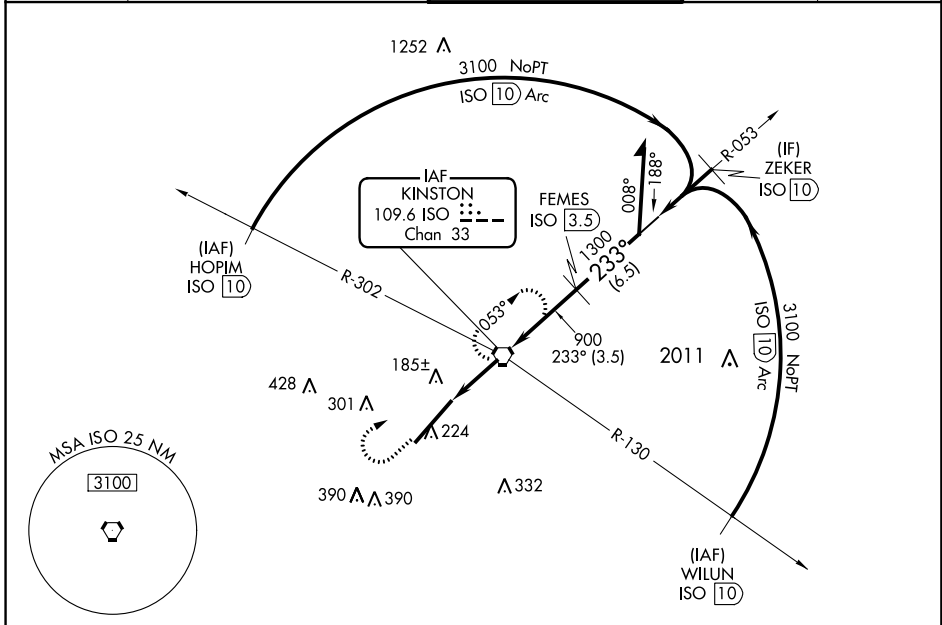 1252
3100 NoPT
ISO 10 Arc
R-053
(IF)
ZEKER
ISO 10
008°
188°
IAF
KINSTON
109.6 ISO
Chan 33
FEMES
ISO 3.5
1300
233°
(6.5)
(IAF)
HOPIM
ISO 10
R-302
053°
900
233° (3.5)
2011
3100 NoPT
ISO 10 Arc
185±
428
301
224
R-130
390
390
332
MSA ISO 25 NM
3100
(IAF)
WILUN
ISO 10